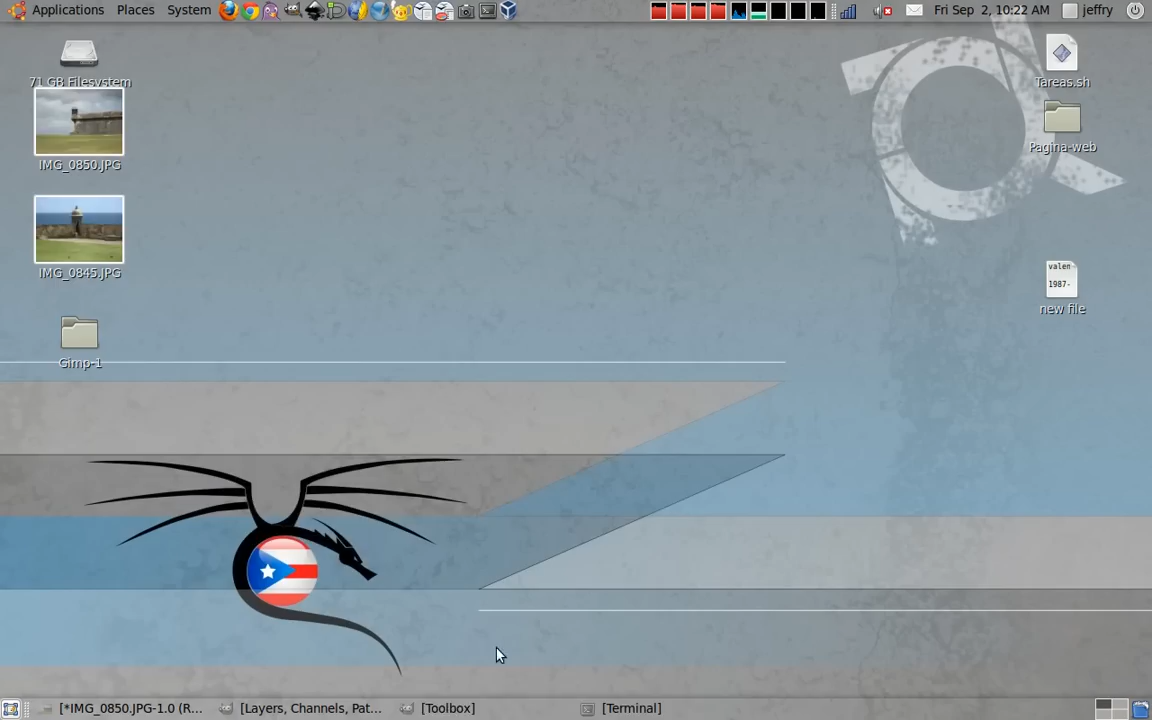 Applications Places System
Fri Sep 2, 10:22 AM jeffry
71 GB Filesystem
IMG_0850.JPG
IMG_0845.JPG
Gimp-1
Tareas.sh
Pagina-web
valen
1987-
new file
[*IMG_0850.JPG-1.0 (R... [Layers, Channels, Pat... [Toolbox] [Terminal]